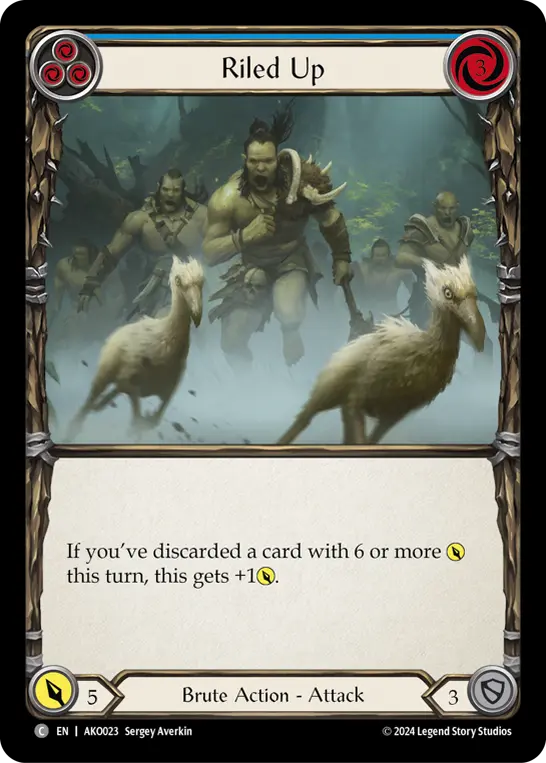 Riled Up
3
If you've discarded a card with 6 or more
this turn, this gets +1.
5
Brute Action - Attack
3
C EN | AKO023 Sergey Averkin
© 2024 Legend Story Studios